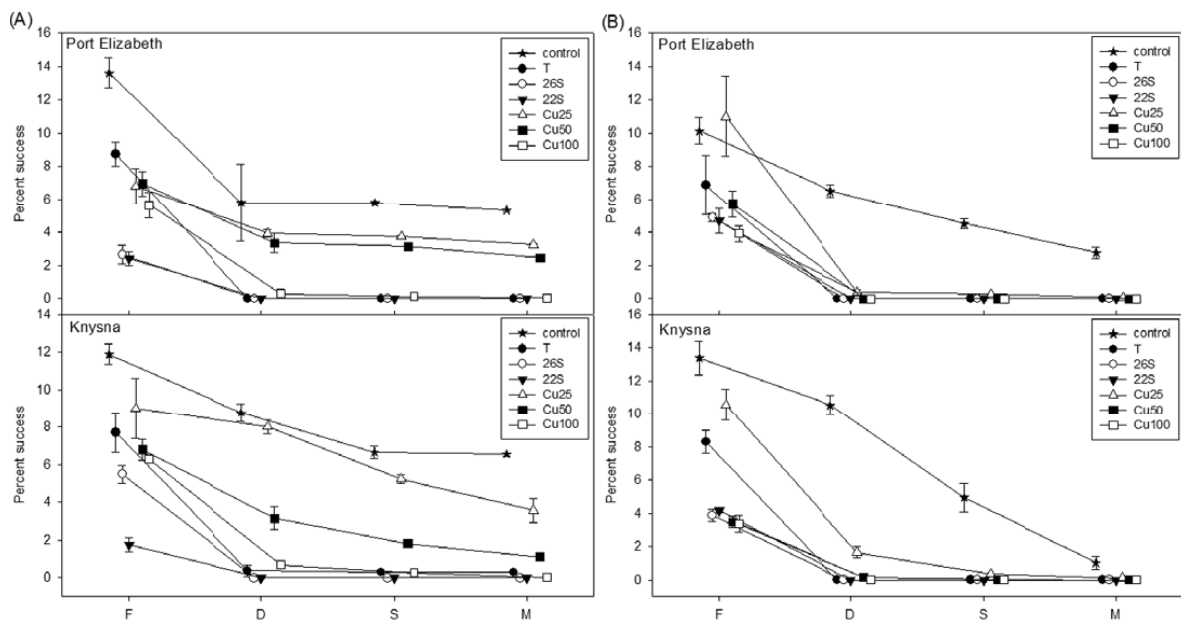 (A)
Port Elizabeth
Percent success
16
14
12
10
8
6
4
2
0
control
T
26S
22S
Cu25
Cu50
Cu100
Knysna
Percent success
14
12
10
8
6
4
2
0
control
T
26S
22S
Cu25
Cu50
Cu100
F D S M
(B)
Port Elizabeth
Percent success
16
14
12
10
8
6
4
2
0
control
T
26S
22S
Cu25
Cu50
Cu100
Knysna
Percent success
16
14
12
10
8
6
4
2
0
control
T
26S
22S
Cu25
Cu50
Cu100
F D S M